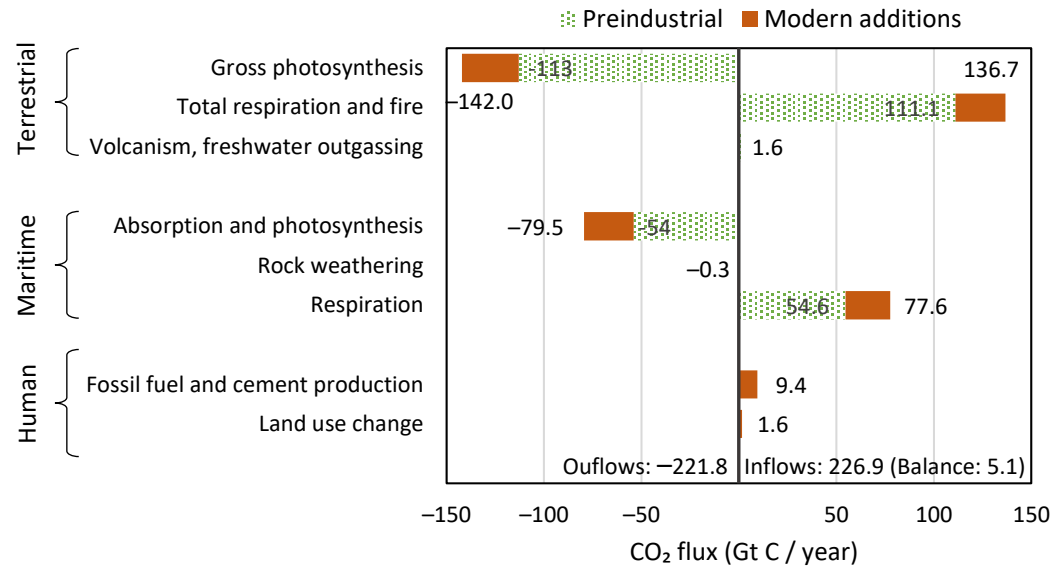 Preindustrial Modern additions
Terrestrial
Gross photosynthesis -113 136.7
–142.0
Total respiration and fire 111.1
Volcanism, freshwater outgassing 1.6
Maritime
Absorption and photosynthesis –79.5 -54
Rock weathering –0.3
Respiration 54.6 77.6
Human
Fossil fuel and cement production 9.4
Land use change 1.6
Ouflows: –221.8 Inflows: 226.9 (Balance: 5.1)
–150 –100 –50 50 100 150
CO₂ flux (Gt C / year)